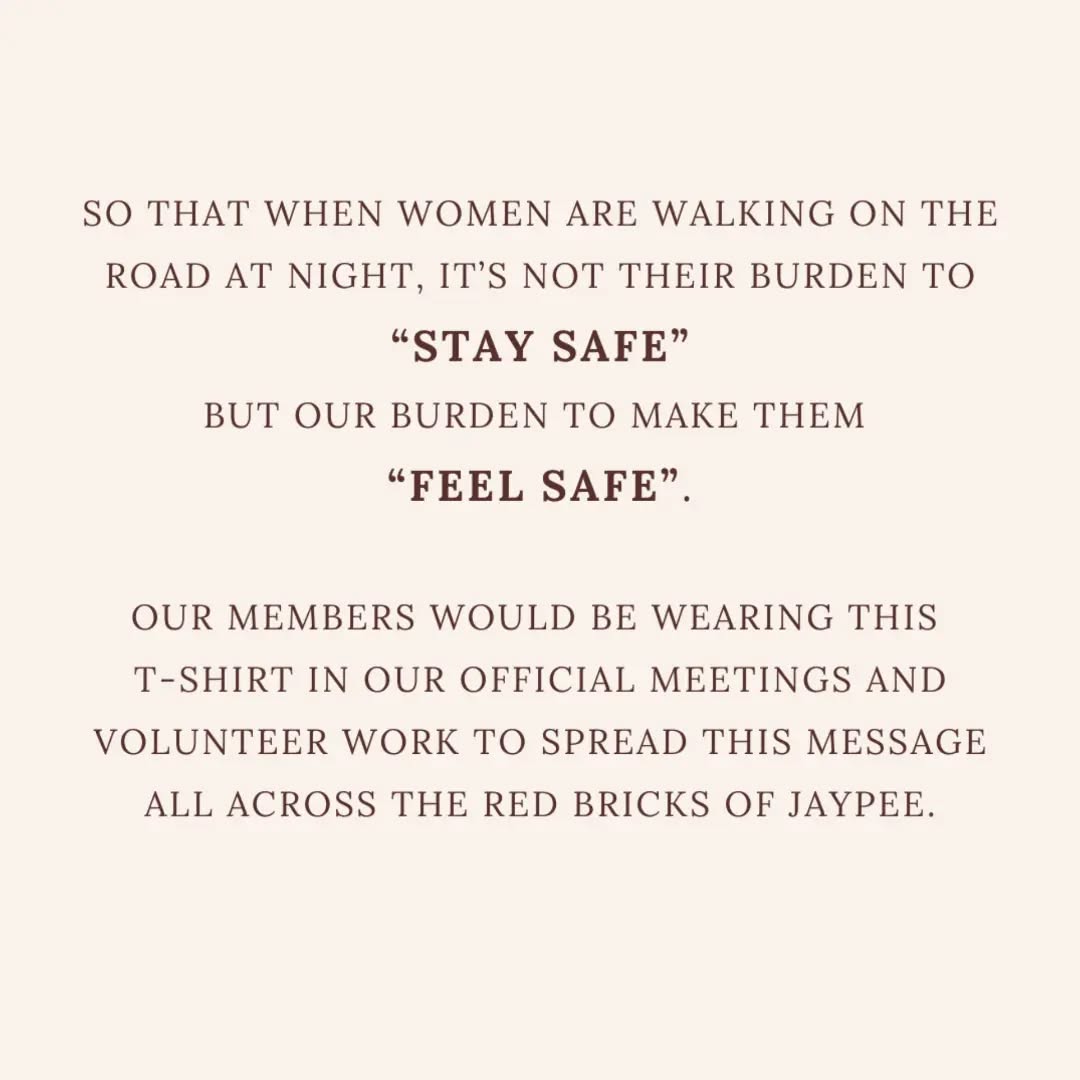 SO THAT WHEN WOMEN ARE WALKING ON THE
ROAD AT NIGHT, IT’S NOT THEIR BURDEN TO
“STAY SAFE”
BUT OUR BURDEN TO MAKE THEM
“FEEL SAFE”.
OUR MEMBERS WOULD BE WEARING THIS
T-SHIRT IN OUR OFFICIAL MEETINGS AND
VOLUNTEER WORK TO SPREAD THIS MESSAGE
ALL ACROSS THE RED BRICKS OF JAYPEE.